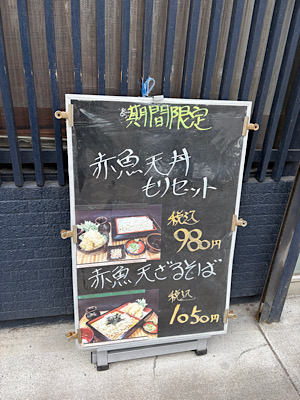 期間限定
赤魚天丼
もりセット
税込
980円
赤魚天ざるそば
税込
1050円